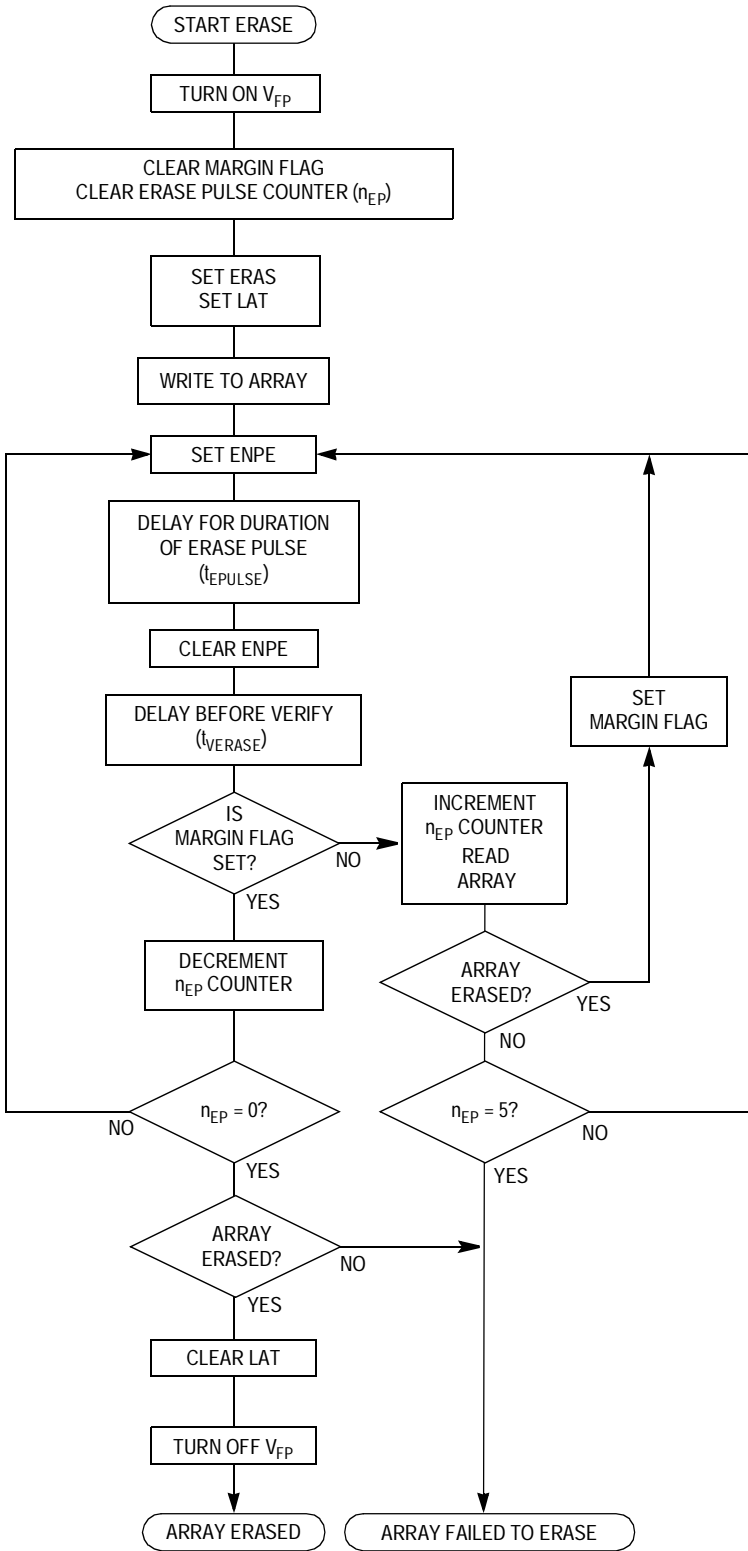 START ERASE
TURN ON VFP
CLEAR MARGIN FLAG
CLEAR ERASE PULSE COUNTER (nEP)
SET ERAS
SET LAT
WRITE TO ARRAY
SET ENPE
DELAY FOR DURATION
OF ERASE PULSE
(tEPULSE)
CLEAR ENPE
DELAY BEFORE VERIFY
(tVERASE)
SET
MARGIN FLAG
IS
MARGIN FLAG
SET?
NO
YES
INCREMENT
nEP COUNTER
READ
ARRAY
DECREMENT
nEP COUNTER
ARRAY
ERASED?
YES
NO
nEP = 0?
NO
YES
nEP = 5?
NO
YES
ARRAY
ERASED?
NO
YES
CLEAR LAT
TURN OFF VFP
ARRAY ERASED
ARRAY FAILED TO ERASE